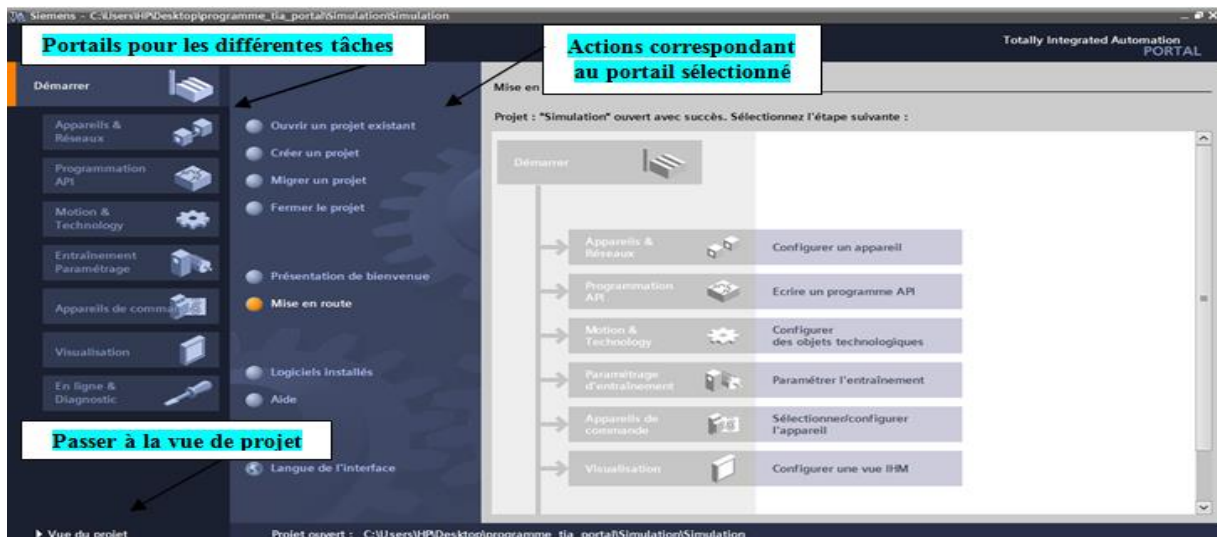 Siemens - C:\Users\HP\Desktop\programme_tia_portal\Simulation\Simulation
Totally Integrated Automation
PORTAL
Portails pour les différentes tâches
Actions correspondant
au portail sélectionné
Démarrer
Appareils &
Réseaux
Programmation
API
Motion &
Technology
Entraînement
Paramétrage
Appareils de comma
Visualisation
En ligne &
Diagnostic
Passer à la vue de projet
Vue du projet
Ouvrir un projet existant
Créer un projet
Migrer un projet
Fermer le projet
Présentation de bienvenue
Mise en route
Logiciels installés
Aide
Langue de l'interface
Mise en
Projet : "Simulation" ouvert avec succès. Sélectionnez l'étape suivante :
Démarrer
Appareils &
Réseaux
Configurer un appareil
Programmation
API
Ecrire un programme API
Motion &
Technology
Configurer
des objets technologiques
Paramétrage
d'entraînement
Paramétrer l'entraînement
Appareils de
commande
Sélectionner/configurer
l'appareil
Visualisation
Configurer une vue IHM
Projet ouvert : C:\Users\HP\Desktop\programme_tia_portal\Simulation\Simulation